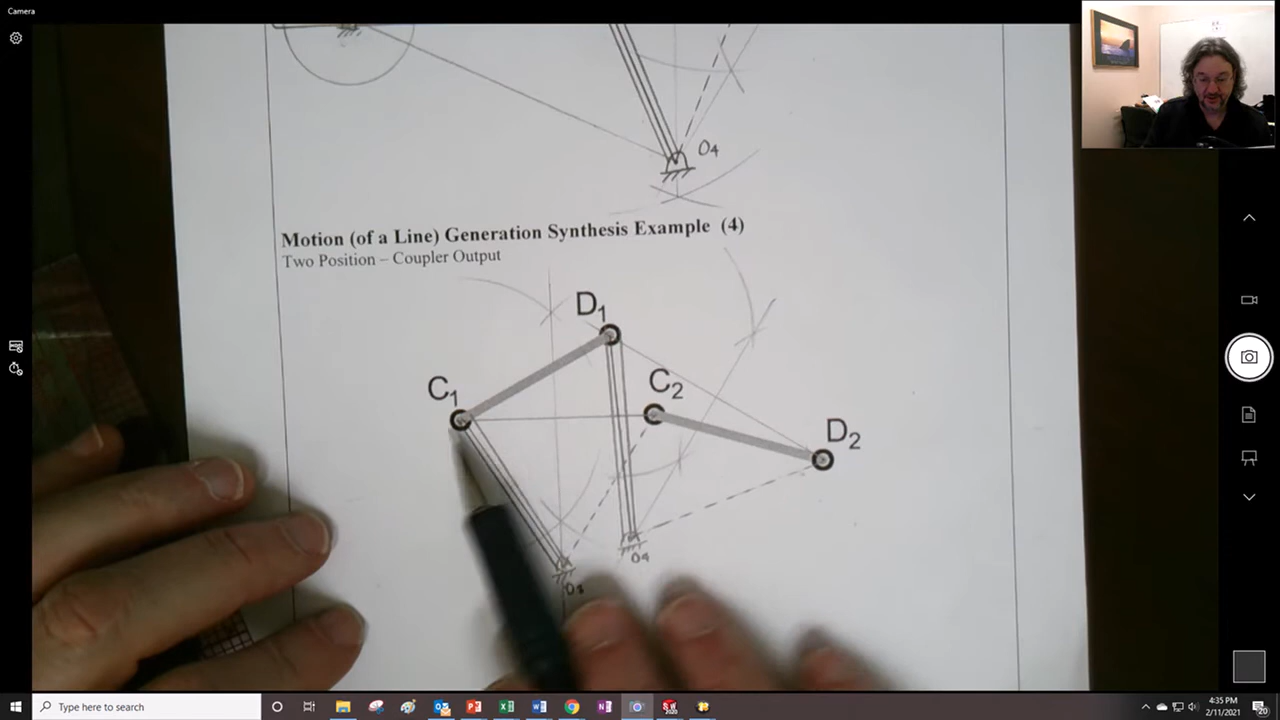 Camera
O4
Motion (of a Line) Generation Synthesis Example (4)
Two Position – Coupler Output
D1
C1
C2
D2
O4
Type here to search
4:35 PM
2/11/2021
20